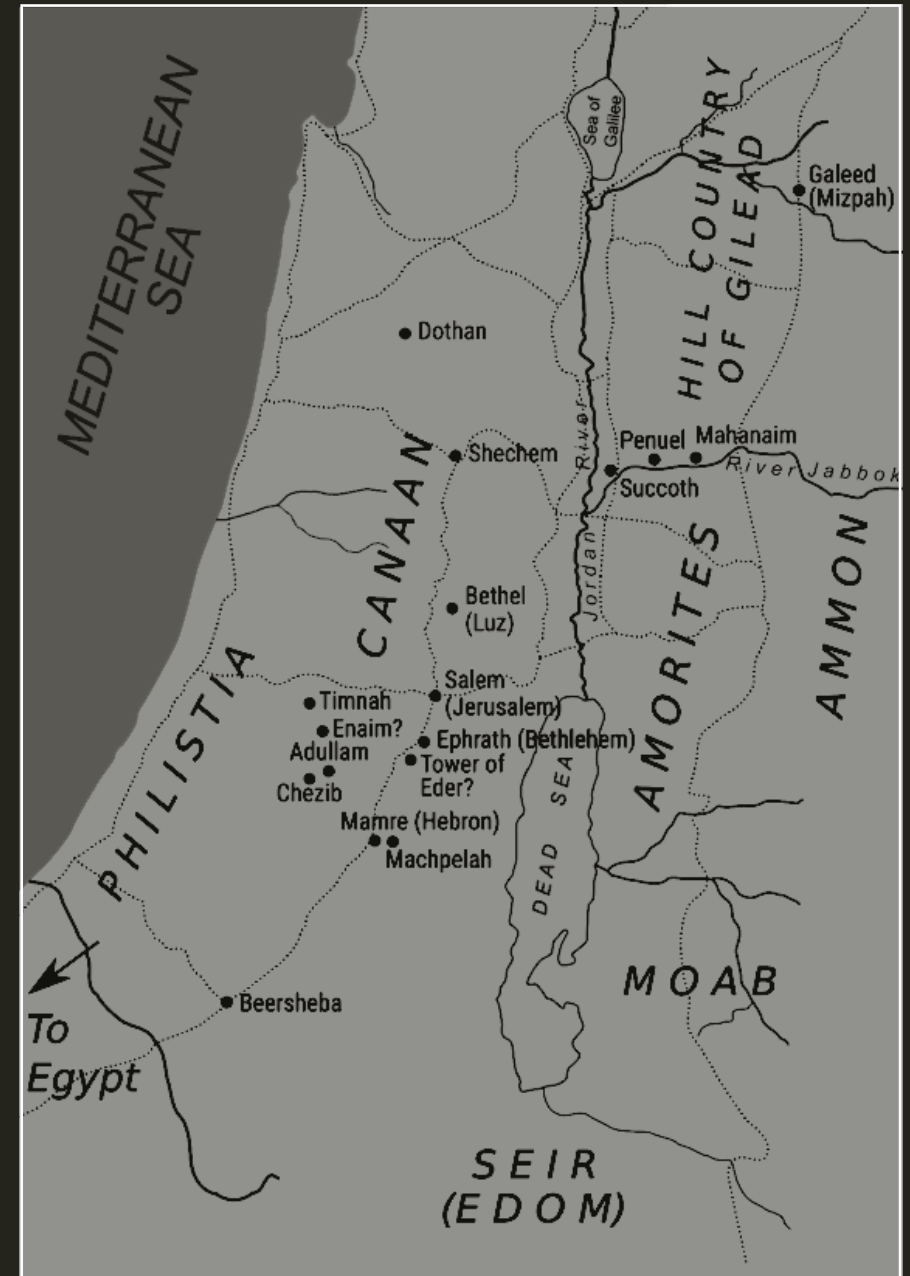 MEDITERRANEAN
SEA
Sea of
Galilee
HILL COUNTRY
OF GILEAD
Galeed
(Mizpah)
Dothan
Shechem
River
Jordan
Penuel
Mahanaim
Succoth
River Jabbok
CANAAN
Bethel
(Luz)
AMORITES
AMMON
PHILISTIA
Salem
(Jerusalem)
Timnah
Enaim?
Adullam
Chezib
Ephrath (Bethlehem)
Tower of
Eder?
Mamre (Hebron)
Machpelah
DEAD SEA
MOAB
Beersheba
To
Egypt
SEIR
(EDOM)